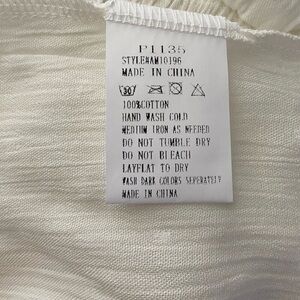 P1135
STYLE#AM10196
MADE IN CHINA
100%COTTON
HAND WASH COLD
MEDIUM IRON AS NEEDED
DO NOT TUMBLE DRY
DO NOT BLEACH
LAYFLAT TO DRY
WASH DARK COLORS SEPERATELY
MADE IN CHINA